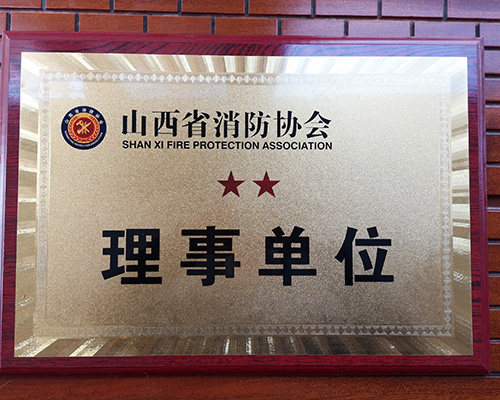 山西省消防协会
SHAN XI FIRE PROTECTION ASSOCIATION
理事单位